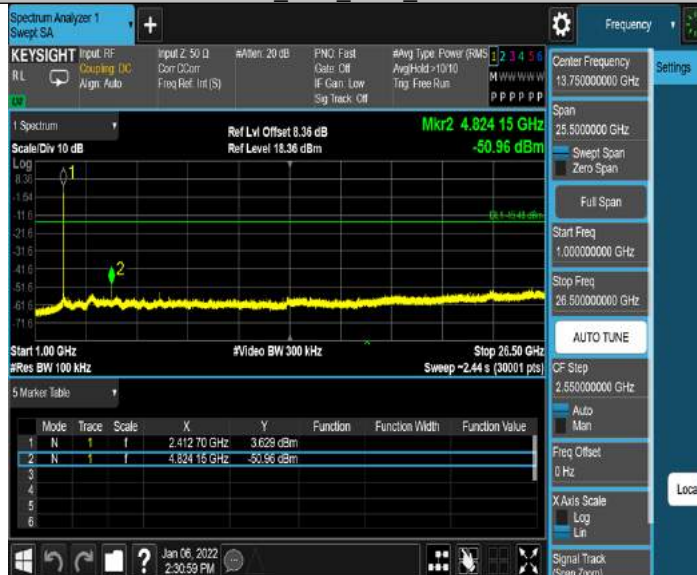 Spectrum Analyzer 1
Swept SA
+
Frequency
KEYSIGHT
Input: RF
Coupling: DC
Align: Auto
RL
Input Z: 50 Ω
Corr CCorr
Freq Ref: Int (S)
#Atten: 20 dB
PNO: Fast
Gate: Off
IF Gain: Low
Sig Track: Off
#Avg Type: Power (RMS
Avg|Hold:>10/10
Trig: Free Run
1 2 3 4 5 6
M W W W W W
P P P P P P
1 Spectrum
Scale/Div 10 dB
Ref Lvl Offset 8.36 dB
Ref Level 18.36 dBm
Mkr2 4.824 15 GHz
-50.96 dBm
Log
8.36
-1.64
-11.6
-21.6
-31.6
-41.6
-51.6
-61.6
-71.6
1
2
Start 1.00 GHz
#Res BW 100 kHz
#Video BW 300 kHz
Stop 26.50 GHz
Sweep ~2.44 s (30001 pts)
5 Marker Table
Mode Trace Scale X Y Function Function Width Function Value
1 N 1 f 2.412 70 GHz 3.629 dBm
2 N 1 f 4.824 15 GHz -50.96 dBm
3
4
5
6
Jan 06, 2022
2:30:59 PM
Center Frequency
13.750000000 GHz
Settings
Span
25.5000000 GHz
Swept Span
Zero Span
Full Span
Start Freq
1.000000000 GHz
Stop Freq
26.500000000 GHz
AUTO TUNE
CF Step
2.550000000 GHz
Auto
Man
Freq Offset
0 Hz
Loca
X Axis Scale
Log
Lin
Signal Track
(Span Zoom)